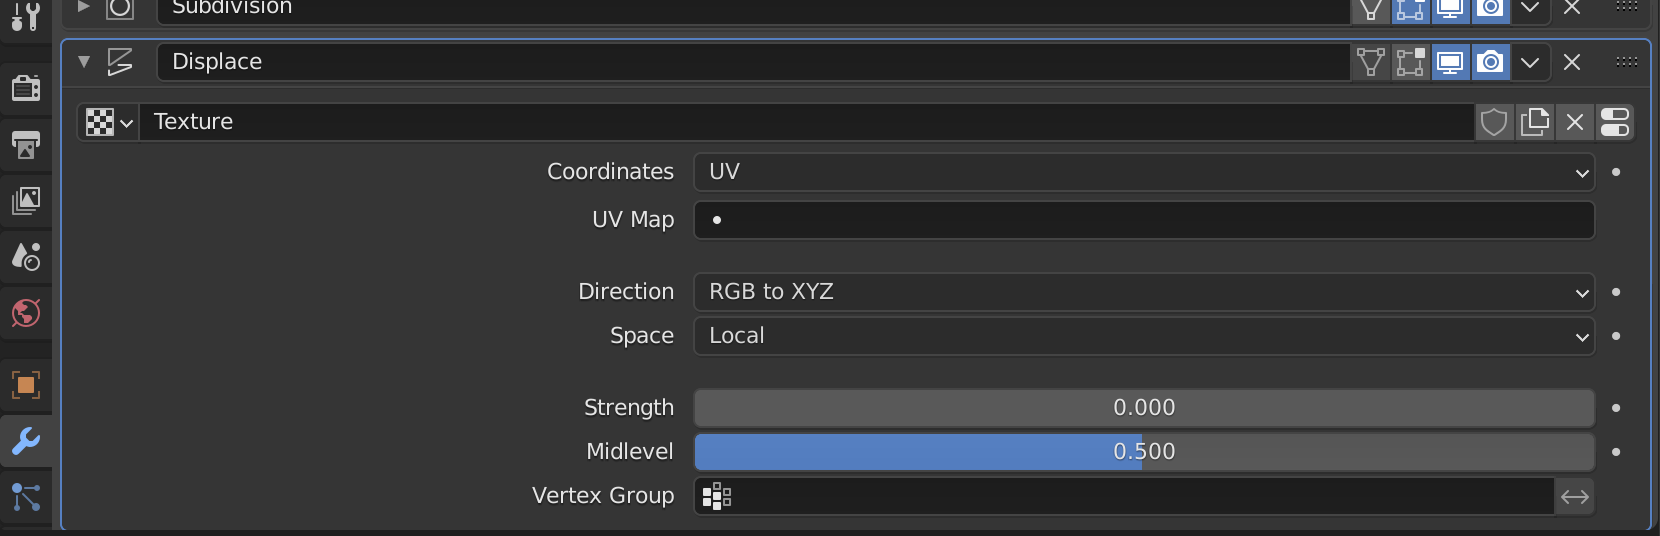 Subdivision
Displace
Texture
Coordinates UV
UV Map
Direction RGB to XYZ
Space Local
Strength 0.000
Midlevel 0.500
Vertex Group